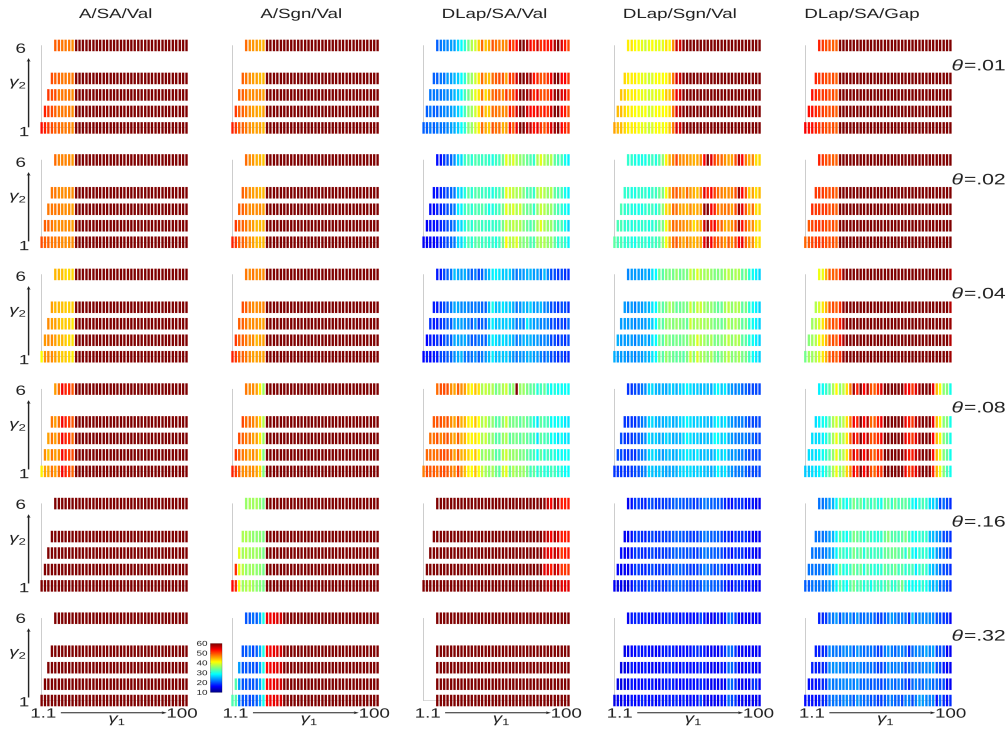 A/SA/Val A/Sgn/Val DLap/SA/Val DLap/Sgn/Val DLap/SA/Gap
6
γ₂
1
θ=.01
6
γ₂
1
θ=.02
6
γ₂
1
θ=.04
6
γ₂
1
θ=.08
6
γ₂
1
θ=.16
6
γ₂
1
θ=.32
60
50
40
30
20
10
1.1 γ₁ 100 1.1 γ₁ 100 1.1 γ₁ 100 1.1 γ₁ 100 1.1 γ₁ 100